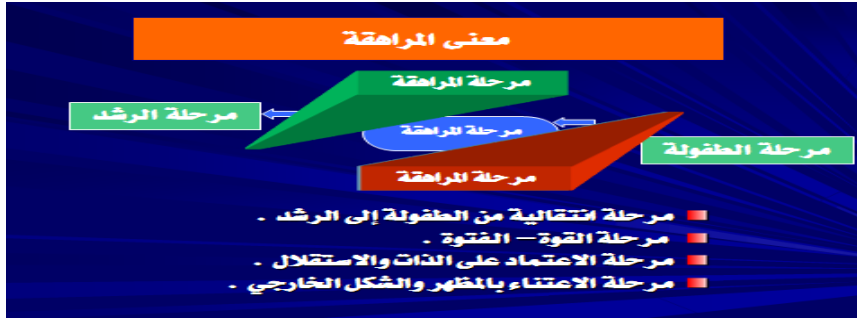 معنى المراهقة
مرحلة المراهقة
مرحلة الرشد
مرحلة المراهقة
مرحلة الطفولة
مرحلة المراهقة
مرحلة انتقالية من الطفولة إلى الرشد .
مرحلة القوة – الفتوة .
مرحلة الاعتماد على الذات والاستقلال .
مرحلة الاعتناء بالمظهر والشكل الخارجي .